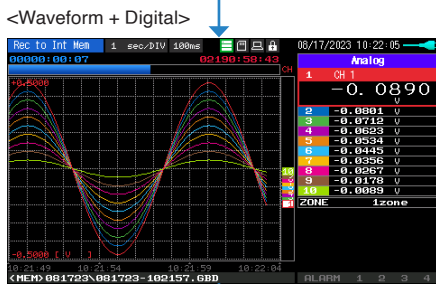 <Waveform + Digital>
Rec to Int Mem 1 sec/DIV 100ms 08/17/2023 10:22:05
00000:00:07 02190:58:43
CH
Analog
1 CH 1
-0.0890
V
+0.5000
2 -0.0801 V
3 -0.0712 V
4 -0.0623 V
5 -0.0534 V
6 -0.0445 V
7 -0.0356 V
8 -0.0267 V
9 -0.0178 V
10 -0.0089 V
ZONE 1zone
10
1
-0.5000 [ V ]
10:21:49 10:21:54 10:21:59 10:22:04
<MEM>081723\081723-102157.GBD
ALARM 1 2 3 4